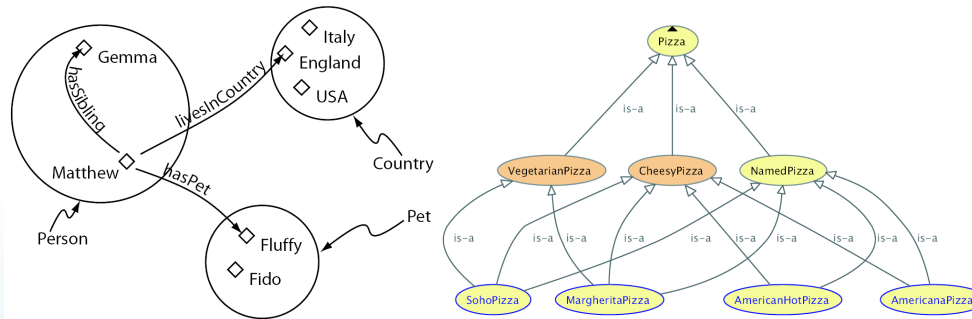 Gemma
hasSibling
Matthew
Person
livesInCountry
Italy
England
USA
Country
hasPet
Fluffy
Fido
Pet
Pizza
is-a
is-a
is-a
VegetarianPizza
CheesyPizza
NamedPizza
is-a
is-a
is-a
is-a
is-a
is-a
is-a
is-a
is-a
SohoPizza
MargheritaPizza
AmericanHotPizza
AmericanaPizza